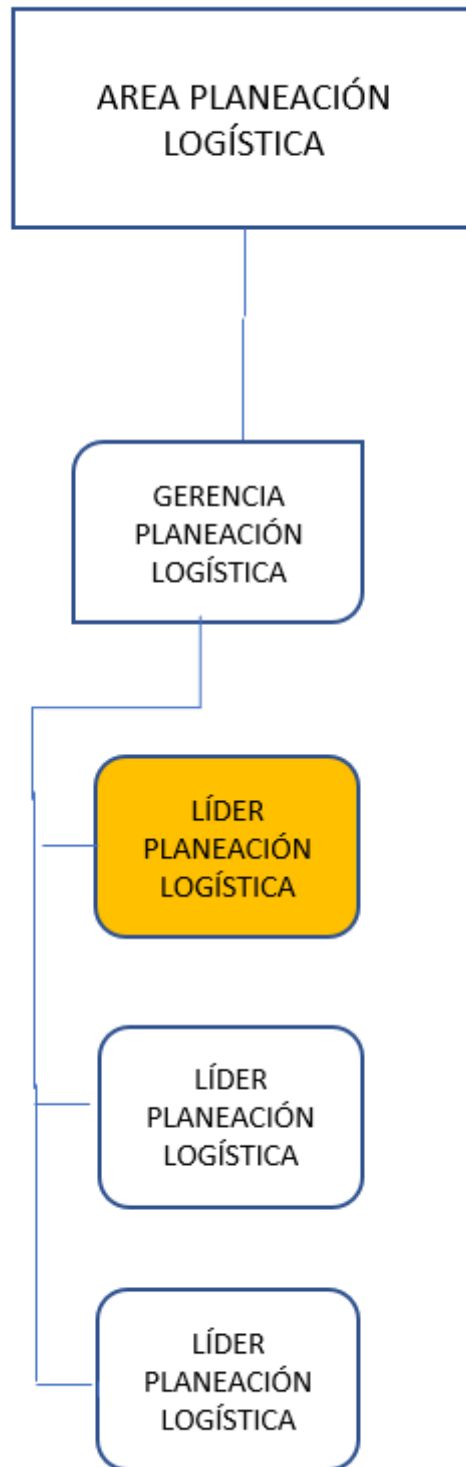 AREA PLANEACIÓN
LOGÍSTICA
GERENCIA
PLANEACIÓN
LOGÍSTICA
LÍDER
PLANEACIÓN
LOGÍSTICA
LÍDER
PLANEACIÓN
LOGÍSTICA
LÍDER
PLANEACIÓN
LOGÍSTICA